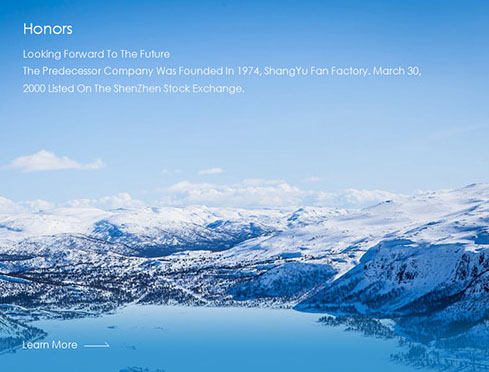 Honors
Looking Forward To The Future
The Predecessor Company Was Founded In 1974, ShangYu Fan Factory. March 30,
2000 Listed On The ShenZhen Stock Exchange.
Learn More